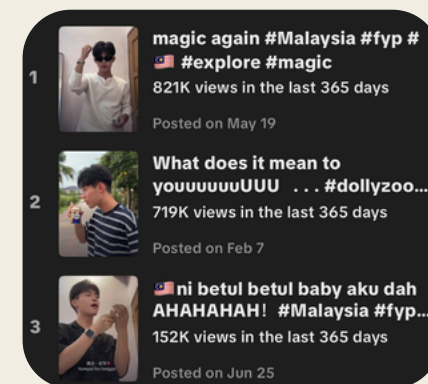 1
magic again #Malaysia #fyp #
🇲🇾 #explore #magic
821K views in the last 365 days
Posted on May 19
2
What does it mean to
youuuuuuUUU ... #dollyzoo...
719K views in the last 365 days
Posted on Feb 7
3
🇲🇾ni betul betul baby aku dah
AHAHAHAH! #Malaysia #fyp...
152K views in the last 365 days
Posted on Jun 25